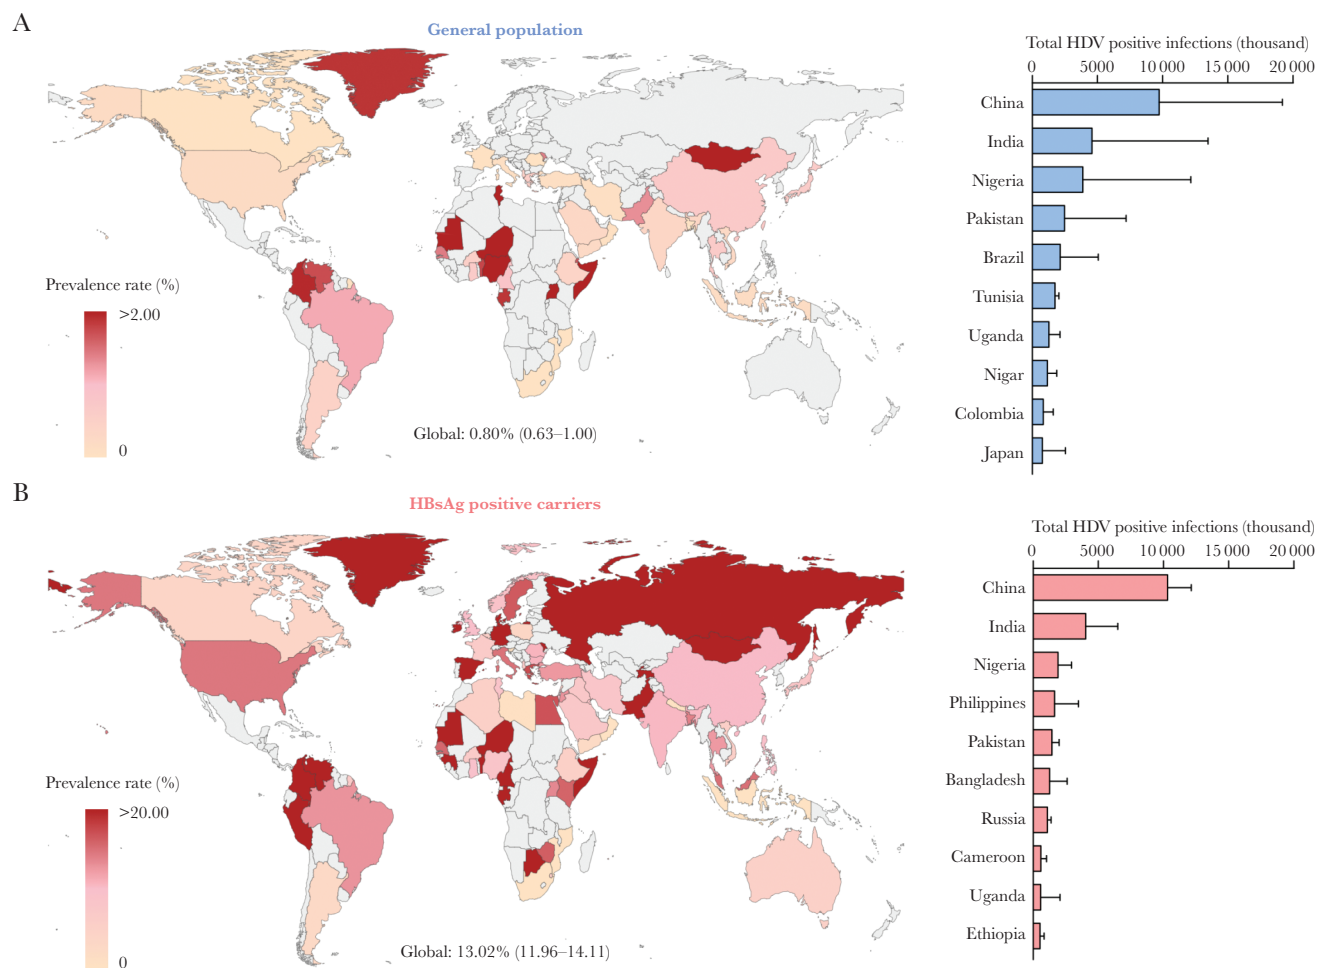 A
General population
Total HDV positive infections (thousand)
0 5000 10 000 15 000 20 000
China
India
Nigeria
Pakistan
Brazil
Tunisia
Uganda
Nigar
Colombia
Japan
Prevalence rate (%)
>2.00
0
Global: 0.80% (0.63–1.00)
B
HBsAg positive carriers
Total HDV positive infections (thousand)
0 5000 10 000 15 000 20 000
China
India
Nigeria
Philippines
Pakistan
Bangladesh
Russia
Cameroon
Uganda
Ethiopia
Prevalence rate (%)
>20.00
0
Global: 13.02% (11.96–14.11)